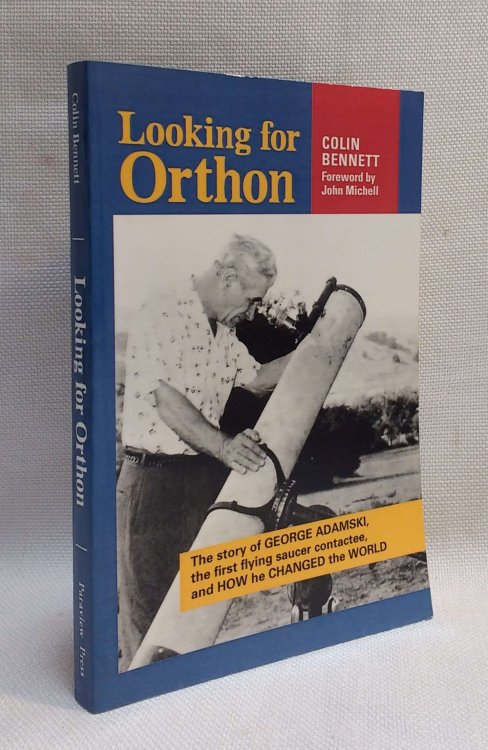 Looking for
Orthon
COLIN
BENNETT
Foreword by
John Michell
The story of GEORGE ADAMSKI,
the first flying saucer contactee,
and HOW he CHANGED the WORLD
Colin Bennett
Looking for Orthon
Paraview Press